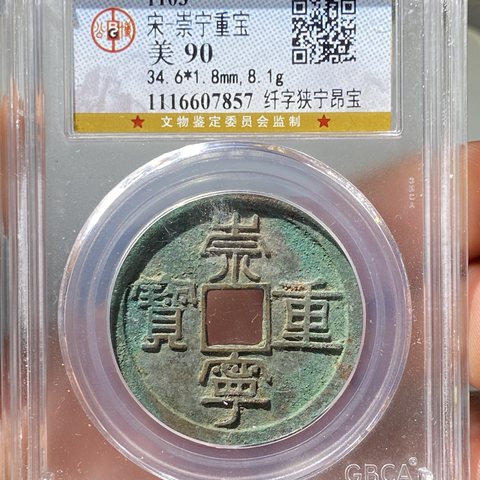 1103
宋·崇宁重宝
美 90
34.6*1.8mm,8.1g
1116607857 纤字狭宁昂宝
★ 文物鉴定委员会监制 ★
崇
寶 重
寧
GBCA®